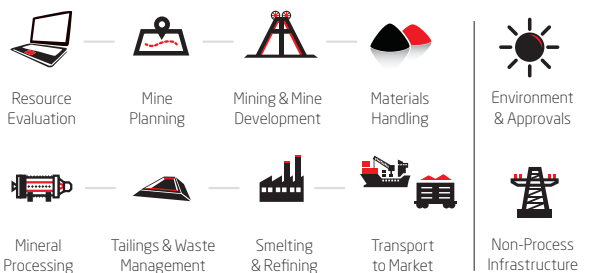 Resource
Evaluation
Mine
Planning
Mining & Mine
Development
Materials
Handling
Environment
& Approvals
Mineral
Processing
Tailings & Waste
Management
Smelting
& Refining
Transport
to Market
Non-Process
Infrastructure